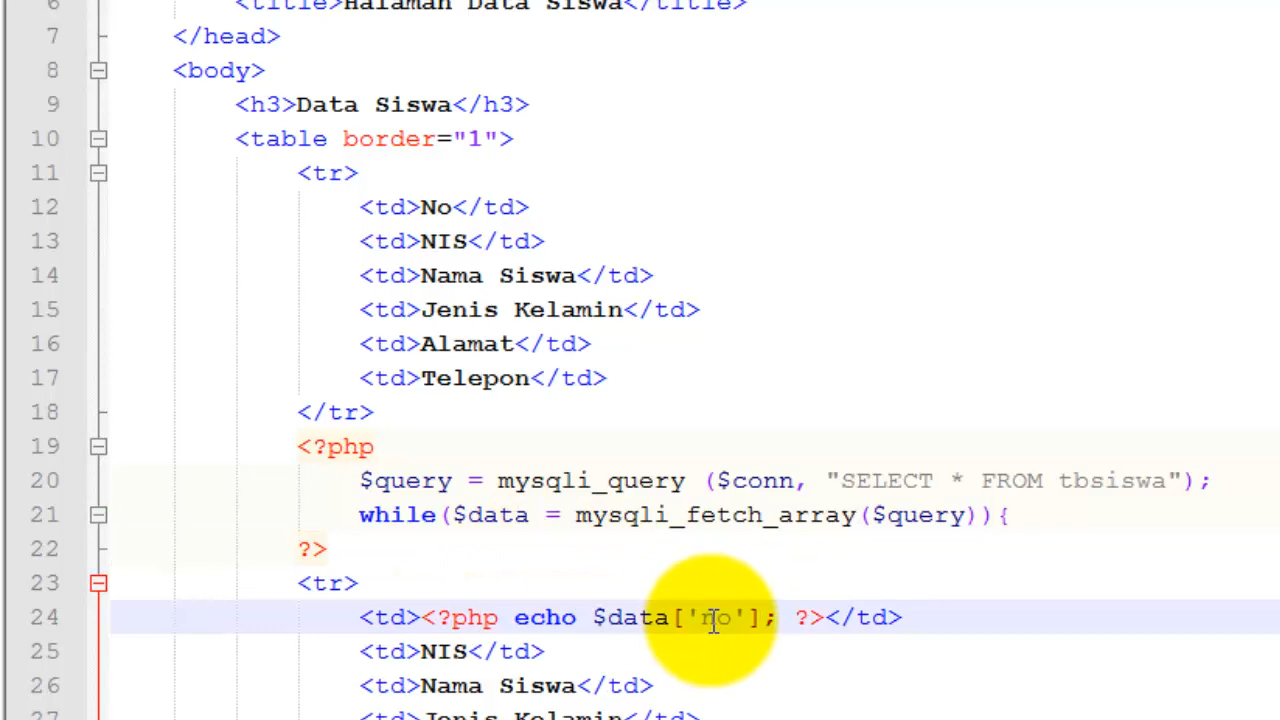 6 <title>Halaman Data Siswa</title>
7 </head>
8 <body>
9 <h3>Data Siswa</h3>
10 <table border="1">
11 <tr>
12 <td>No</td>
13 <td>NIS</td>
14 <td>Nama Siswa</td>
15 <td>Jenis Kelamin</td>
16 <td>Alamat</td>
17 <td>Telepon</td>
18 </tr>
19 <?php
20 $query = mysqli_query ($conn, "SELECT * FROM tbsiswa");
21 while($data = mysqli_fetch_array($query)){
22 ?>
23 <tr>
24 <td><?php echo $data['no']; ?></td>
25 <td>NIS</td>
26 <td>Nama Siswa</td>
27 <td>Jenis Kelamin</td>